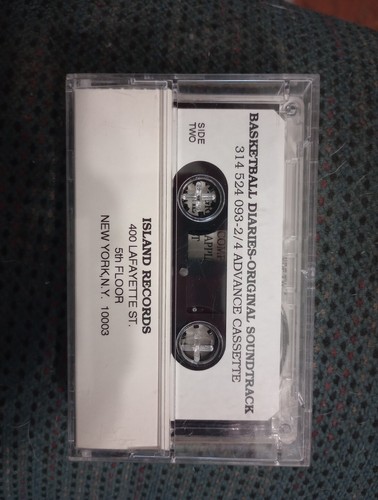 BASKETBALL DIARIES-ORIGINAL SOUNDTRACK
314 524 093-2/4 ADVANCE CASSETTE
SIDE
TWO
ISLAND RECORDS
400 LAFAYETTE ST.
5th FLOOR
NEW YORK,N.Y. 10003